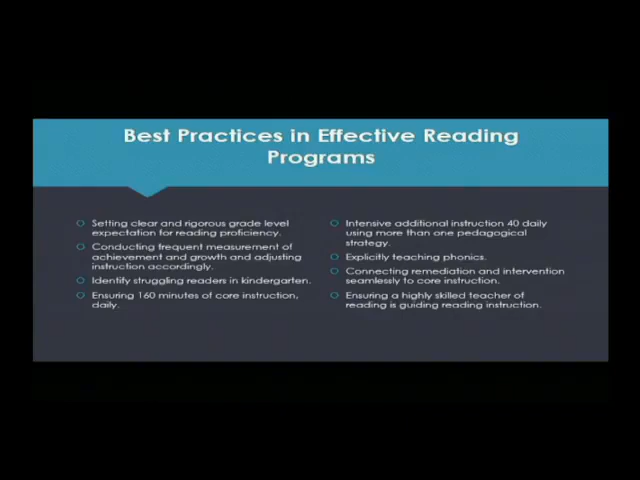 Best Practices in Effective Reading
Programs
Setting clear and rigorous grade level
expectation for reading proficiency.
Conducting frequent measurement of
achievement and growth and adjusting
instruction accordingly.
Identify struggling readers in kindergarten.
Ensuring 160 minutes of core instruction,
daily.
Intensive additional instruction 40 daily
using more than one pedagogical
strategy.
Explicitly teaching phonics.
Connecting remediation and intervention
seamlessly to core instruction.
Ensuring a highly skilled teacher of
reading is guiding reading instruction.